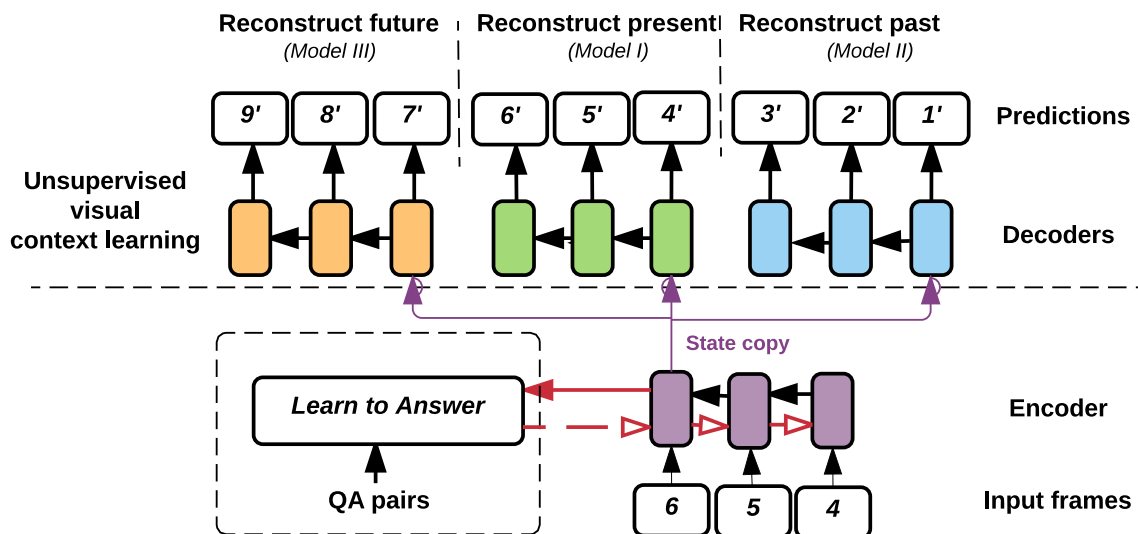 Reconstruct future Reconstruct present Reconstruct past
(Model III) (Model I) (Model II)
9' 8' 7' 6' 5' 4' 3' 2' 1' Predictions
Unsupervised
visual
context learning
Decoders
State copy
Learn to Answer
Encoder
QA pairs
6 5 4 Input frames